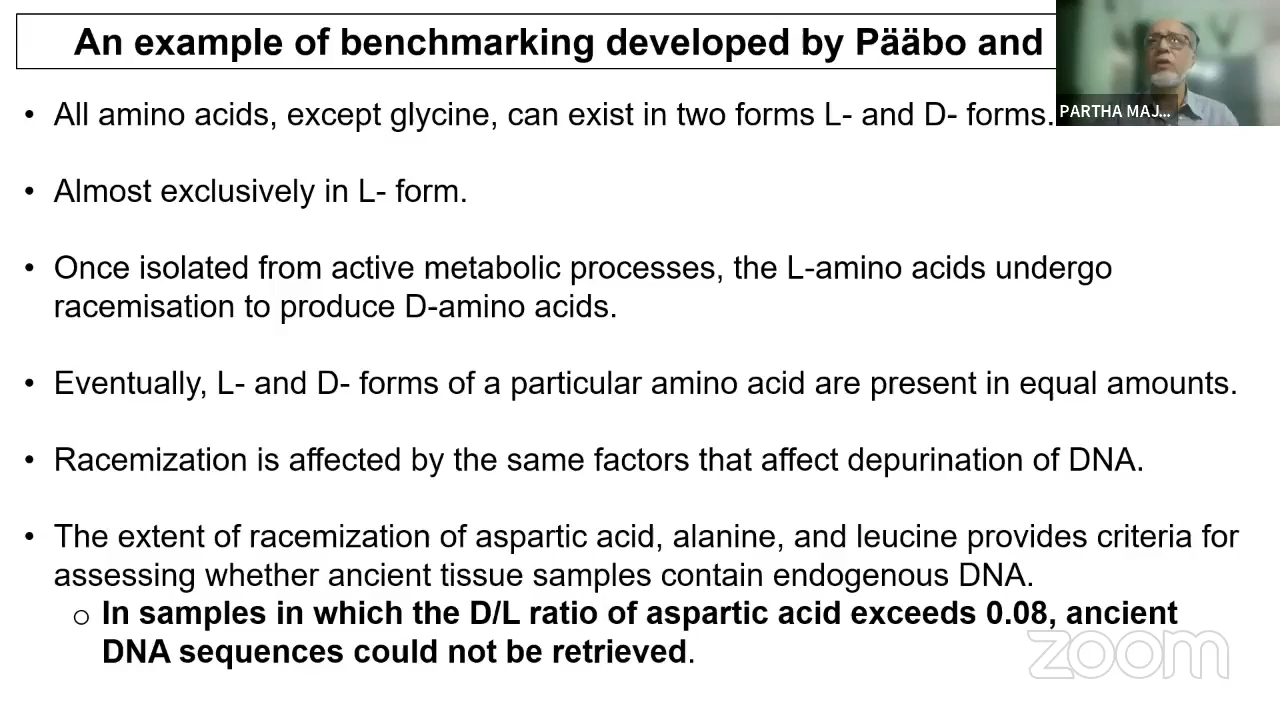 An example of benchmarking developed by Pääbo and
PARTHA MAJ...
• All amino acids, except glycine, can exist in two forms L- and D- forms.
• Almost exclusively in L- form.
• Once isolated from active metabolic processes, the L-amino acids undergo
racemisation to produce D-amino acids.
• Eventually, L- and D- forms of a particular amino acid are present in equal amounts.
• Racemization is affected by the same factors that affect depurination of DNA.
• The extent of racemization of aspartic acid, alanine, and leucine provides criteria for
assessing whether ancient tissue samples contain endogenous DNA.
o In samples in which the D/L ratio of aspartic acid exceeds 0.08, ancient
DNA sequences could not be retrieved.
zoom